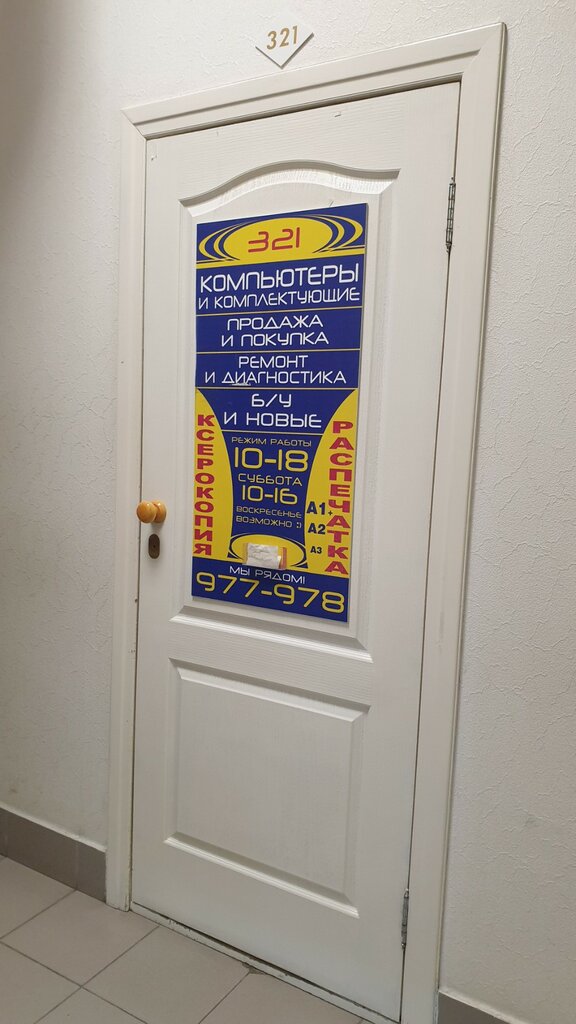 321
321
КОМПЬЮТЕРЫ
И КОМПЛЕКТУЮЩИЕ
ПРОДАЖА
И ПОКУПКА
РЕМОНТ
И ДИАГНОСТИКА
Б/У
И НОВЫЕ
КСЕРОКОПИЯ
РЕЖИМ РАБОТЫ
10-18
СУББОТА
10-16
ВОСКРЕСЕНЬЕ
ВОЗМОЖНО :)
А1+
А2
А3
РАСПЕЧАТКА
МЫ РЯДОМ!
977-978